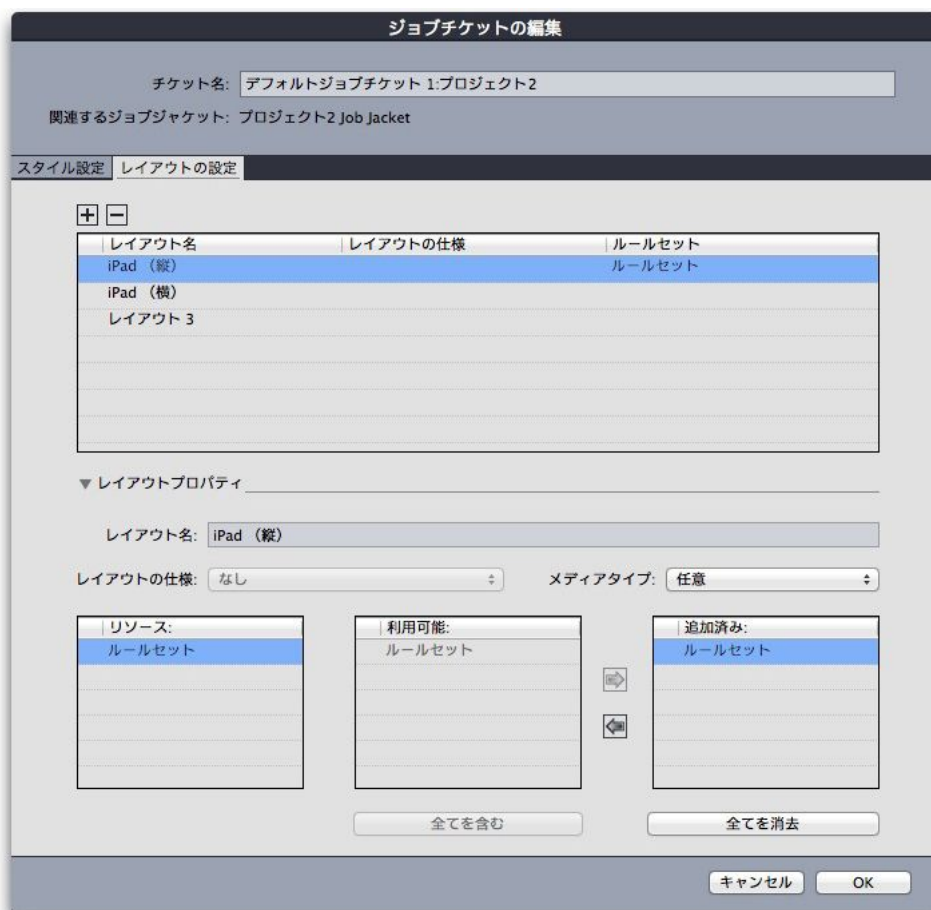 ジョブチケットの編集
チケット名: デフォルトジョブチケット 1:プロジェクト2
関連するジョブジャケット: プロジェクト2 Job Jacket
スタイル設定 レイアウトの設定
レイアウト名 レイアウトの仕様 ルールセット
iPad （縦） ルールセット
iPad （横）
レイアウト 3
▼ レイアウトプロパティ
レイアウト名: iPad （縦）
レイアウトの仕様: なし メディアタイプ: 任意
リソース: 利用可能: 追加済み:
ルールセット ルールセット ルールセット
全てを含む 全てを消去
キャンセル OK